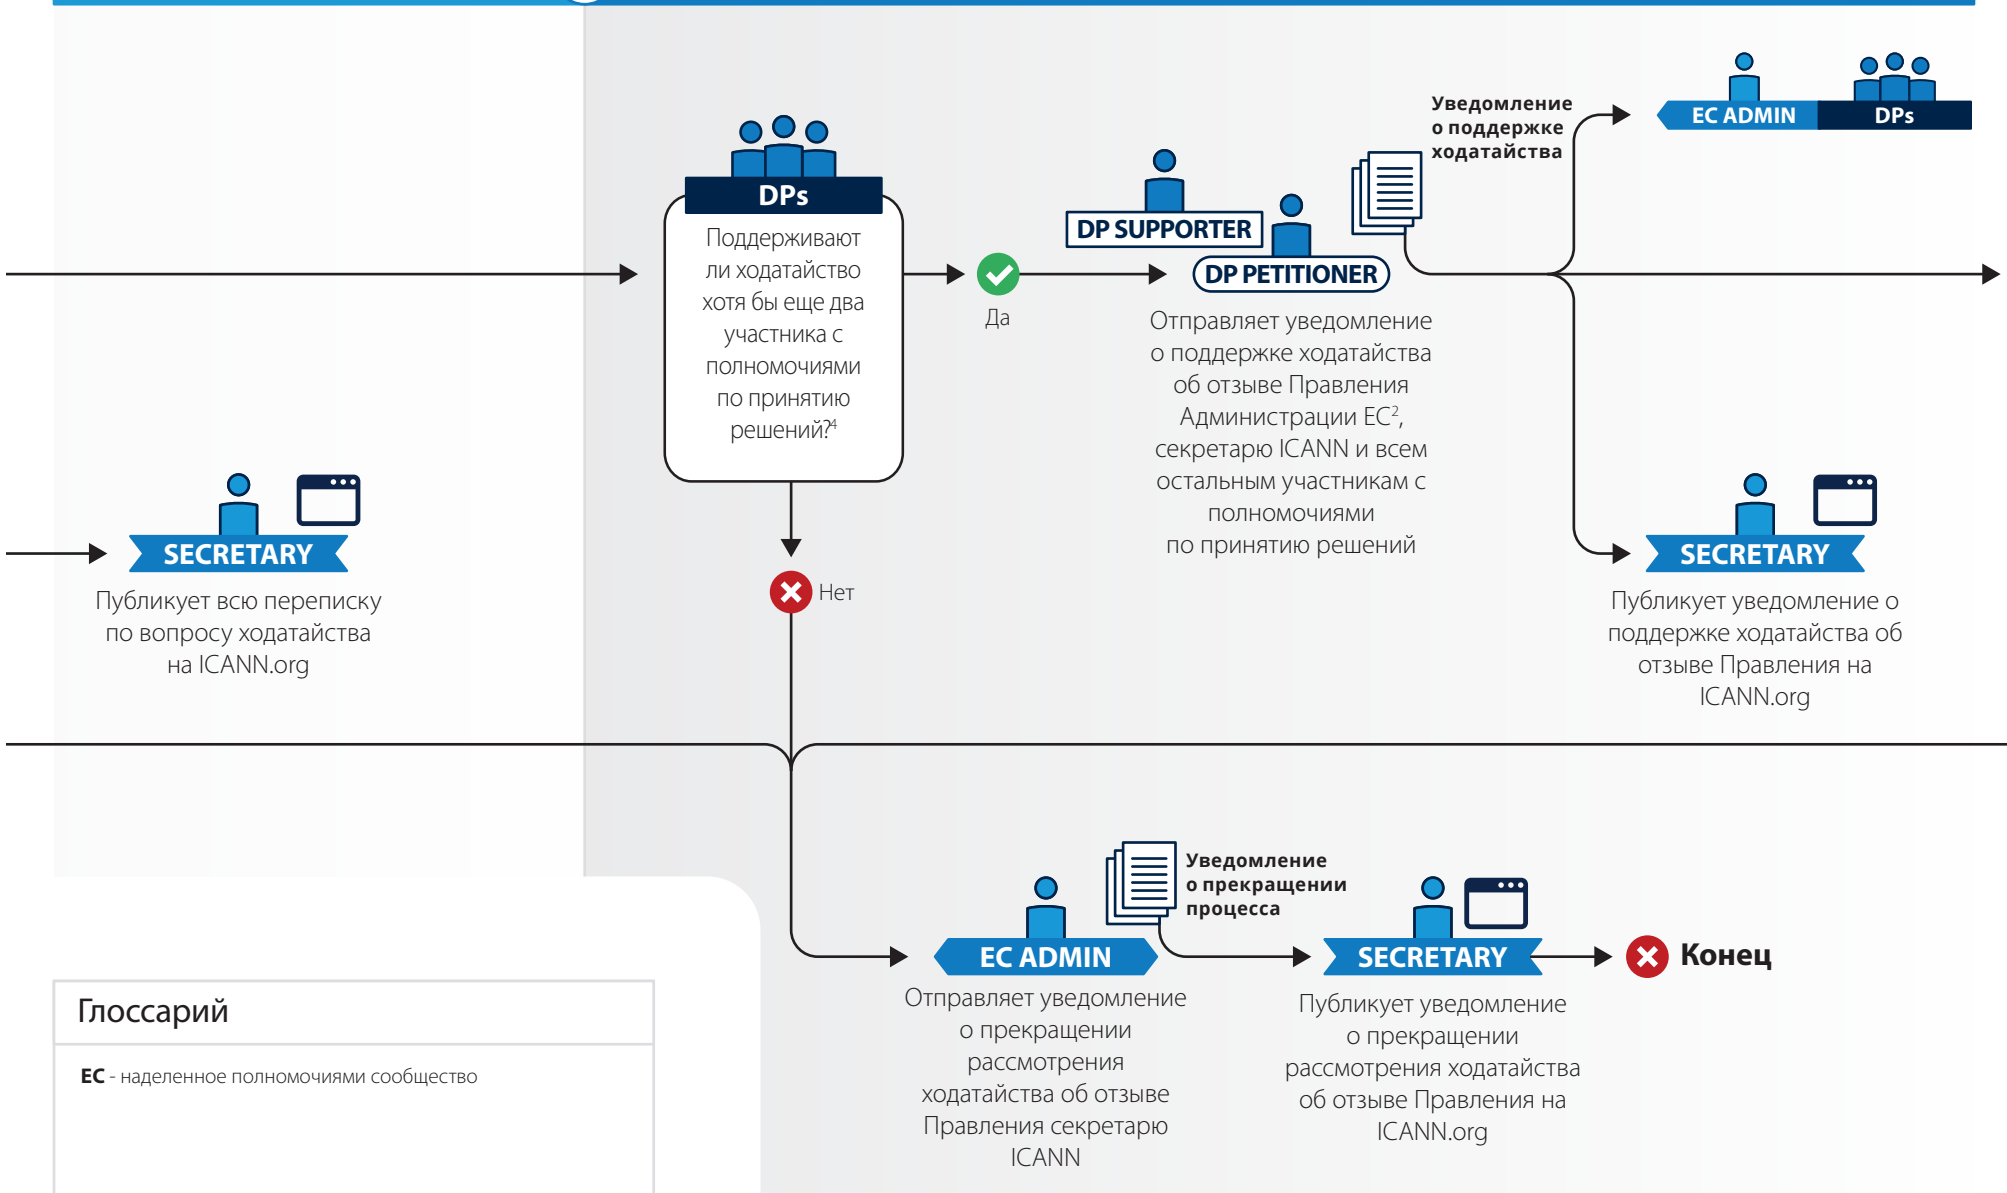 SECRETARY
Публикует всю переписку
по вопросу ходатайства
на ICANN.org
DPs
Поддерживают
ли ходатайство
хотя бы еще два
участника с
полномочиями
по принятию
решений?⁴
Да
Нет
DP SUPPORTER
DP PETITIONER
Отправляет уведомление
о поддержке ходатайства
об отзыве Правления
Администрации EC²,
секретарю ICANN и всем
остальным участникам с
полномочиями
по принятию решений
Уведомление
о поддержке
ходатайства
EC ADMIN
DPs
SECRETARY
Публикует уведомление о
поддержке ходатайства об
отзыве Правления на
ICANN.org
EC ADMIN
Отправляет уведомление
о прекращении
рассмотрения
ходатайства об отзыве
Правления секретарю
ICANN
Уведомление
о прекращении
процесса
SECRETARY
Публикует уведомление
о прекращении
рассмотрения ходатайства
об отзыве Правления на
ICANN.org
Конец
Глоссарий
EC - наделенное полномочиями сообщество